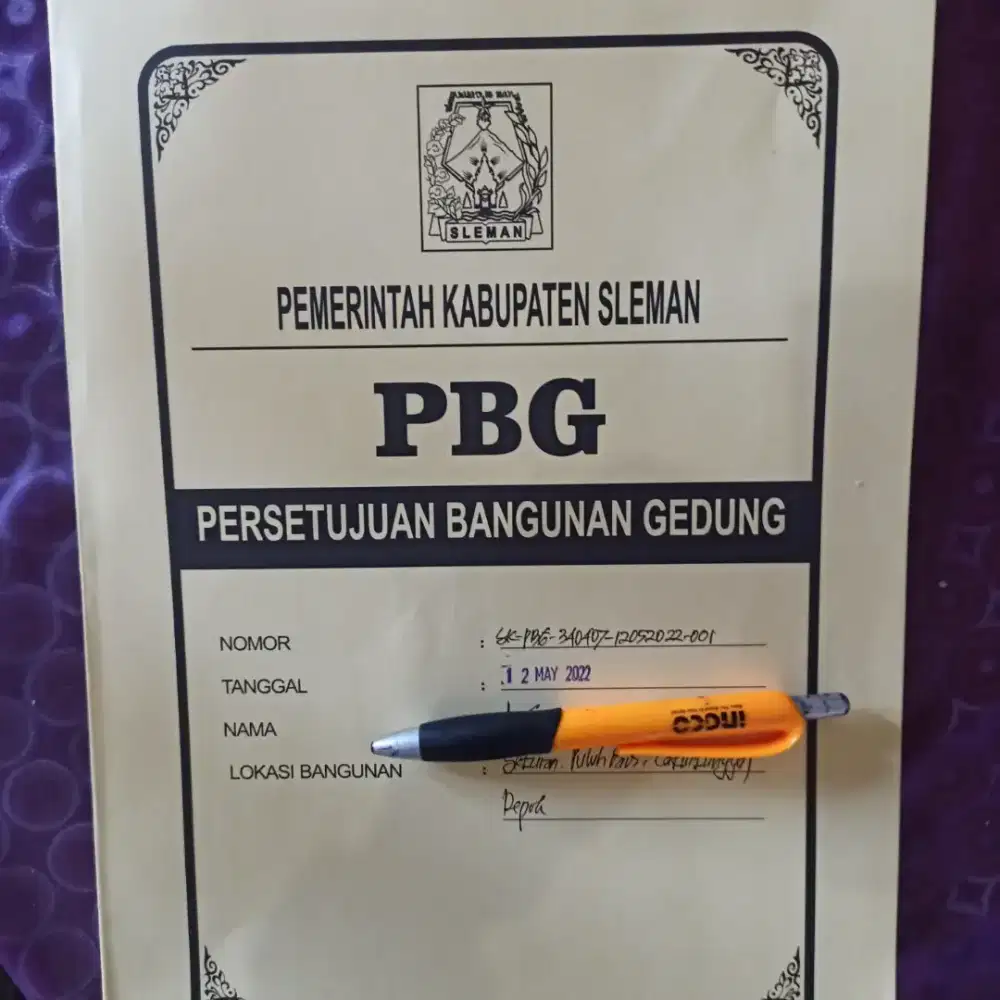 SLEMAN
PEMERINTAH KABUPATEN SLEMAN
PBG
PERSETUJUAN BANGUNAN GEDUNG
NOMOR : SK-PBG-340407-12052022-001
TANGGAL : 12 MAY 2022
NAMA
ingco
LOKASI BANGUNAN :
Depok